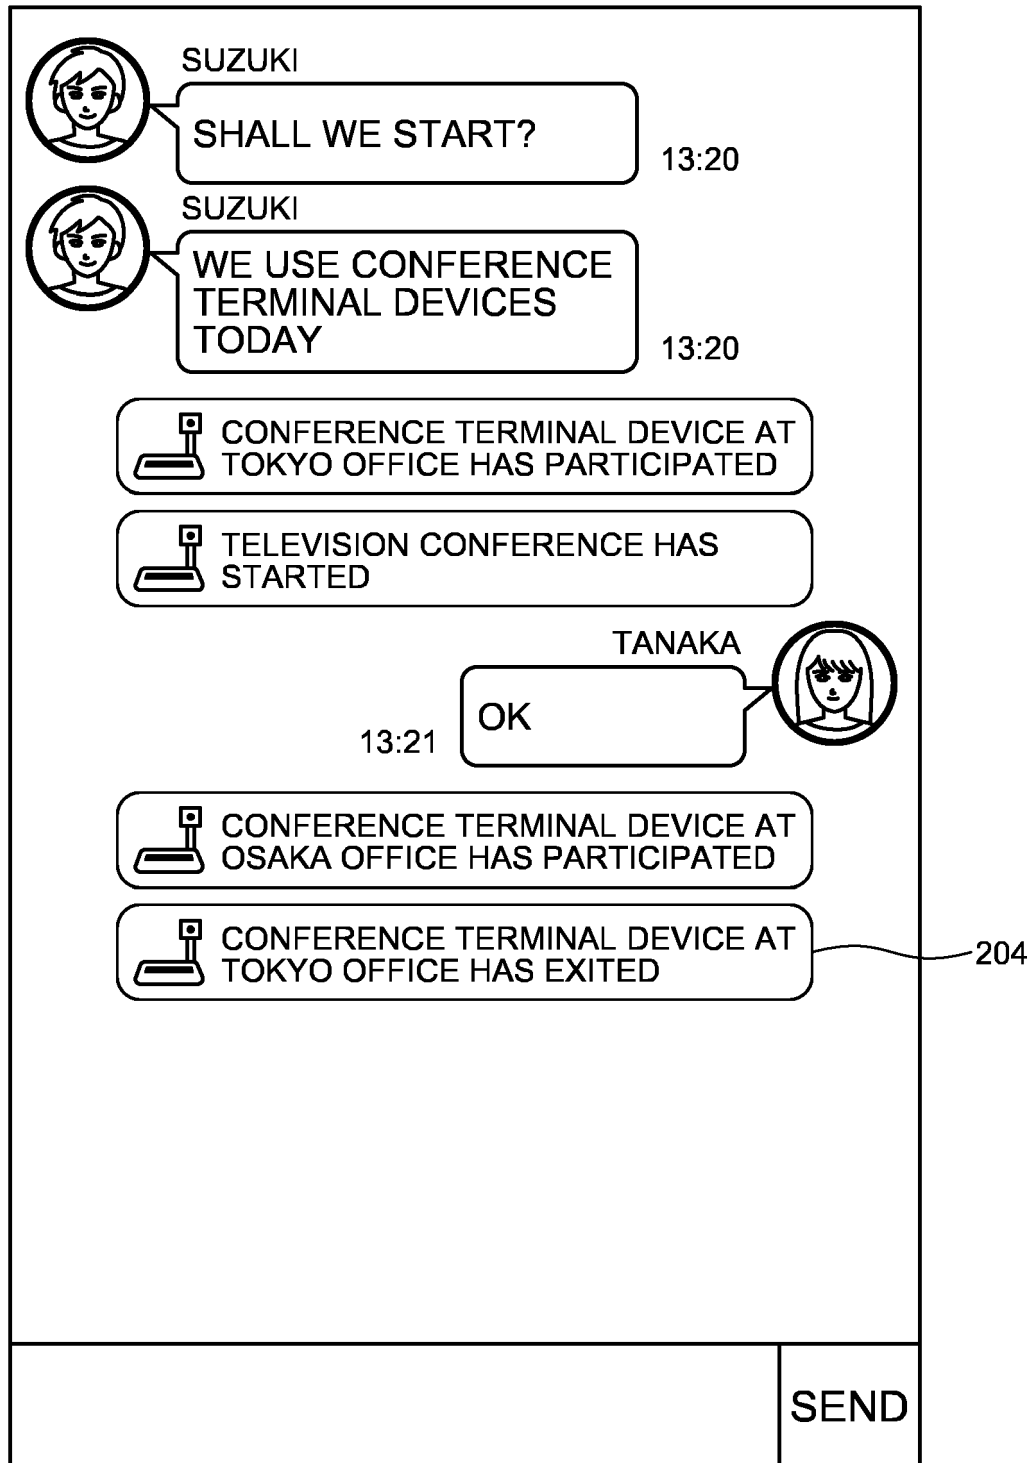 SUZUKI
SHALL WE START?
13:20
SUZUKI
WE USE CONFERENCE
TERMINAL DEVICES
TODAY
13:20
CONFERENCE TERMINAL DEVICE AT
TOKYO OFFICE HAS PARTICIPATED
TELEVISION CONFERENCE HAS
STARTED
TANAKA
OK
13:21
CONFERENCE TERMINAL DEVICE AT
OSAKA OFFICE HAS PARTICIPATED
CONFERENCE TERMINAL DEVICE AT
TOKYO OFFICE HAS EXITED
204
SEND